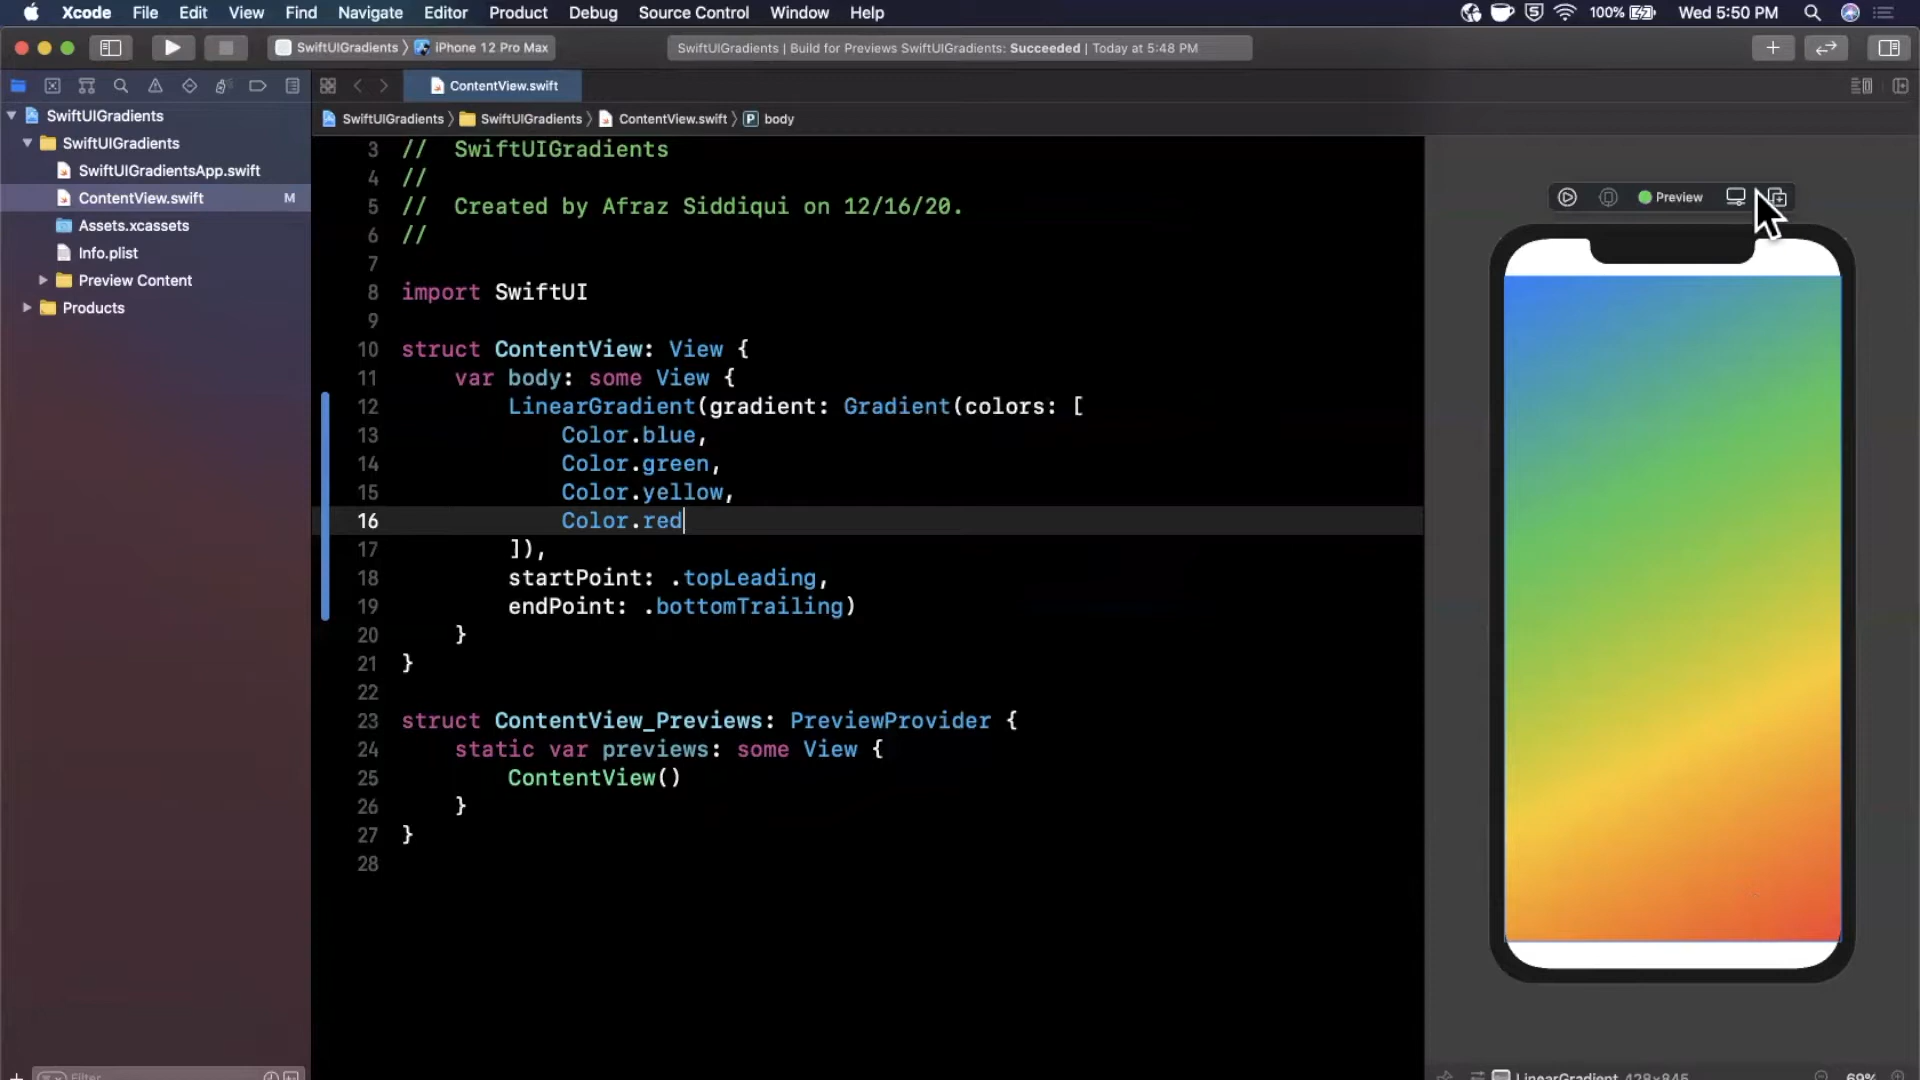 Xcode File Edit View Find Navigate Editor Product Debug Source Control Window Help 100% Wed 5:50 PM
SwiftUIGradients iPhone 12 Pro Max SwiftUIGradients | Build for Previews SwiftUIGradients: Succeeded | Today at 5:48 PM
ContentView.swift
SwiftUIGradients SwiftUIGradients ContentView.swift P body
SwiftUIGradients
SwiftUIGradients
SwiftUIGradientsApp.swift
ContentView.swift M
Assets.xcassets
Info.plist
Preview Content
Products
Filter
3 // SwiftUIGradients
4 //
5 // Created by Afraz Siddiqui on 12/16/20.
6 //
7
8 import SwiftUI
9
10 struct ContentView: View {
11 var body: some View {
12 LinearGradient(gradient: Gradient(colors: [
13 Color.blue,
14 Color.green,
15 Color.yellow,
16 Color.red
17 ]),
18 startPoint: .topLeading,
19 endPoint: .bottomTrailing)
20 }
21 }
22
23 struct ContentView_Previews: PreviewProvider {
24 static var previews: some View {
25 ContentView()
26 }
27 }
28
Preview
LinearGradient 428×845 69%